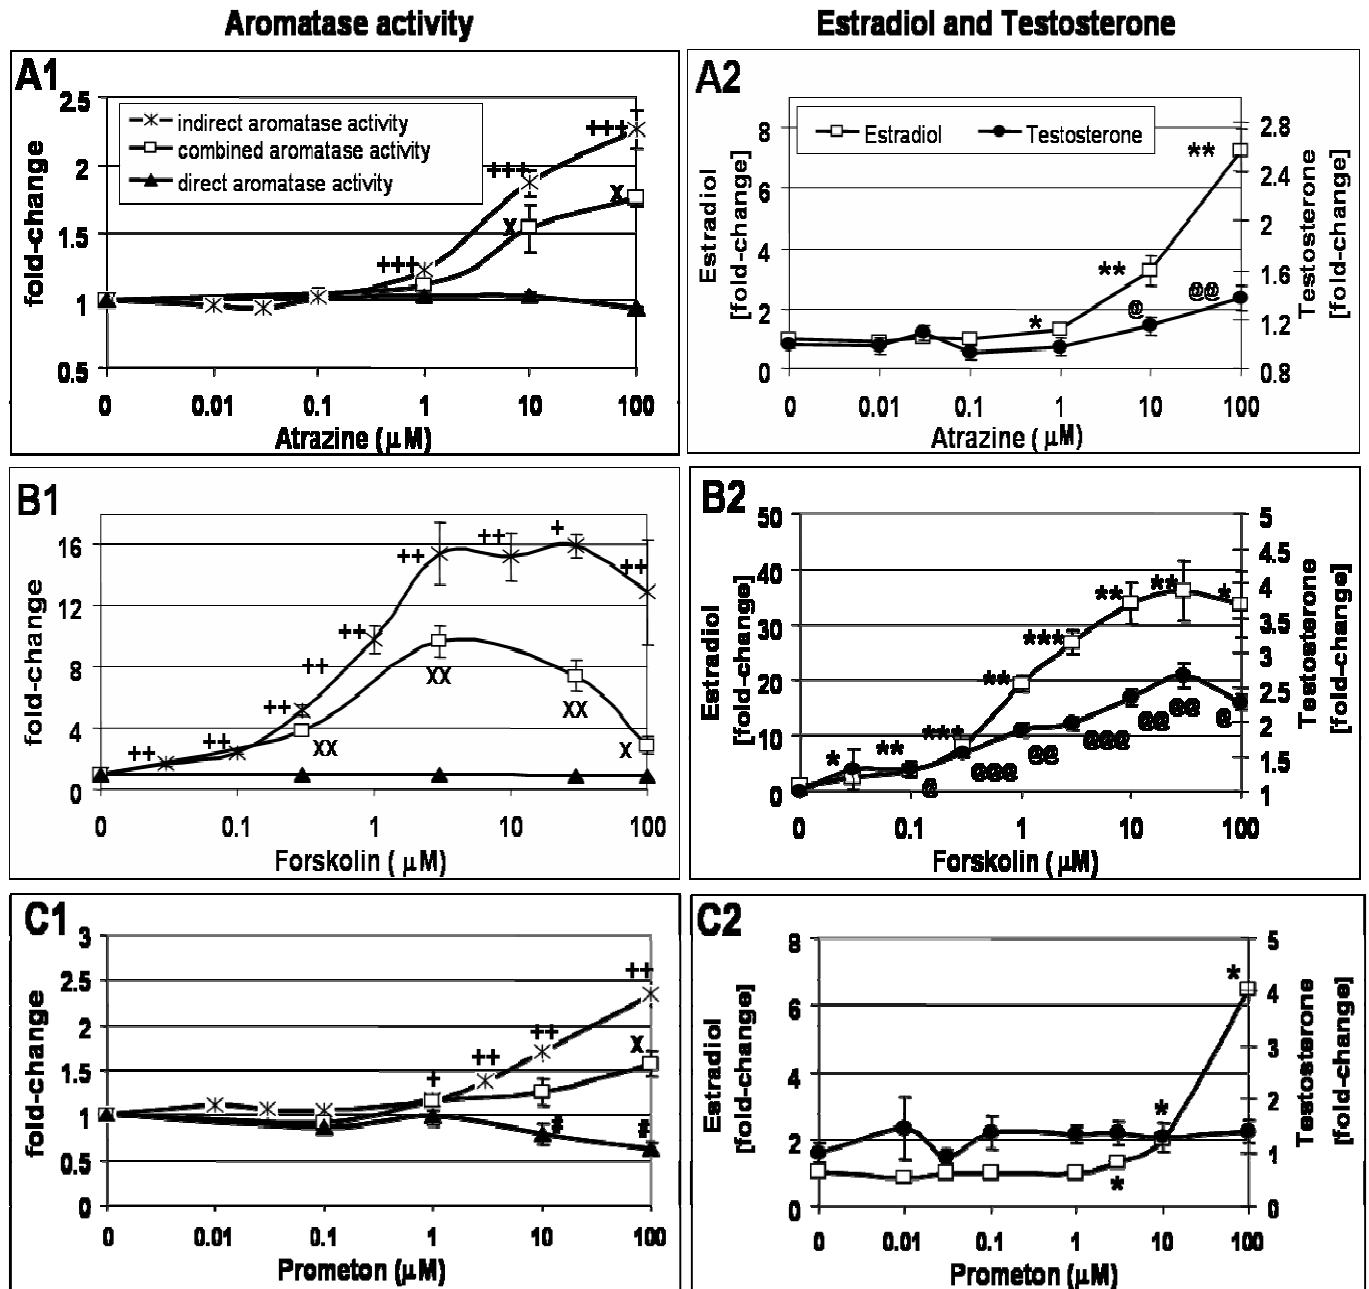 Aromatase activity
Estradiol and Testosterone
A1
fold-change
2.5
2
1.5
1
0.5
indirect aromatase activity
combined aromatase activity
direct aromatase activity
+++
+++
+++
x
x
0 0.01 0.1 1 10 100
Atrazine (μM)
A2
Estradiol
[fold-change]
8
6
4
2
0
Estradiol Testosterone
*
**
**
@
@@
2.8
2.4
2
1.6
1.2
0.8
Testosterone
[fold-change]
0 0.01 0.1 1 10 100
Atrazine (μM)
B1
fold-change
16
12
8
4
0
++
++
++
++
++
++
++
+
++
xx
xx
x
0 0.1 1 10 100
Forskolin ( μM)
B2
Estradiol
[fold-change]
50
40
30
20
10
0
*
**
***
**
***
**
**
*
@
@@@
@@
@@@
@@
@@
@
5
4.5
4
3.5
3
2.5
2
1.5
1
Testosterone
[fold-change]
0 0.1 1 10 100
Forskolin (μM)
C1
fold-change
3
2.5
2
1.5
1
0.5
0
+
++
++
++
x
#
#
0 0.01 0.1 1 10 100
Prometon (μM)
C2
Estradiol
[fold-change]
8
6
4
2
0
*
*
*
5
4
3
2
1
0
Testosterone
[fold-change]
0 0.01 0.1 1 10 100
Prometon (μM)